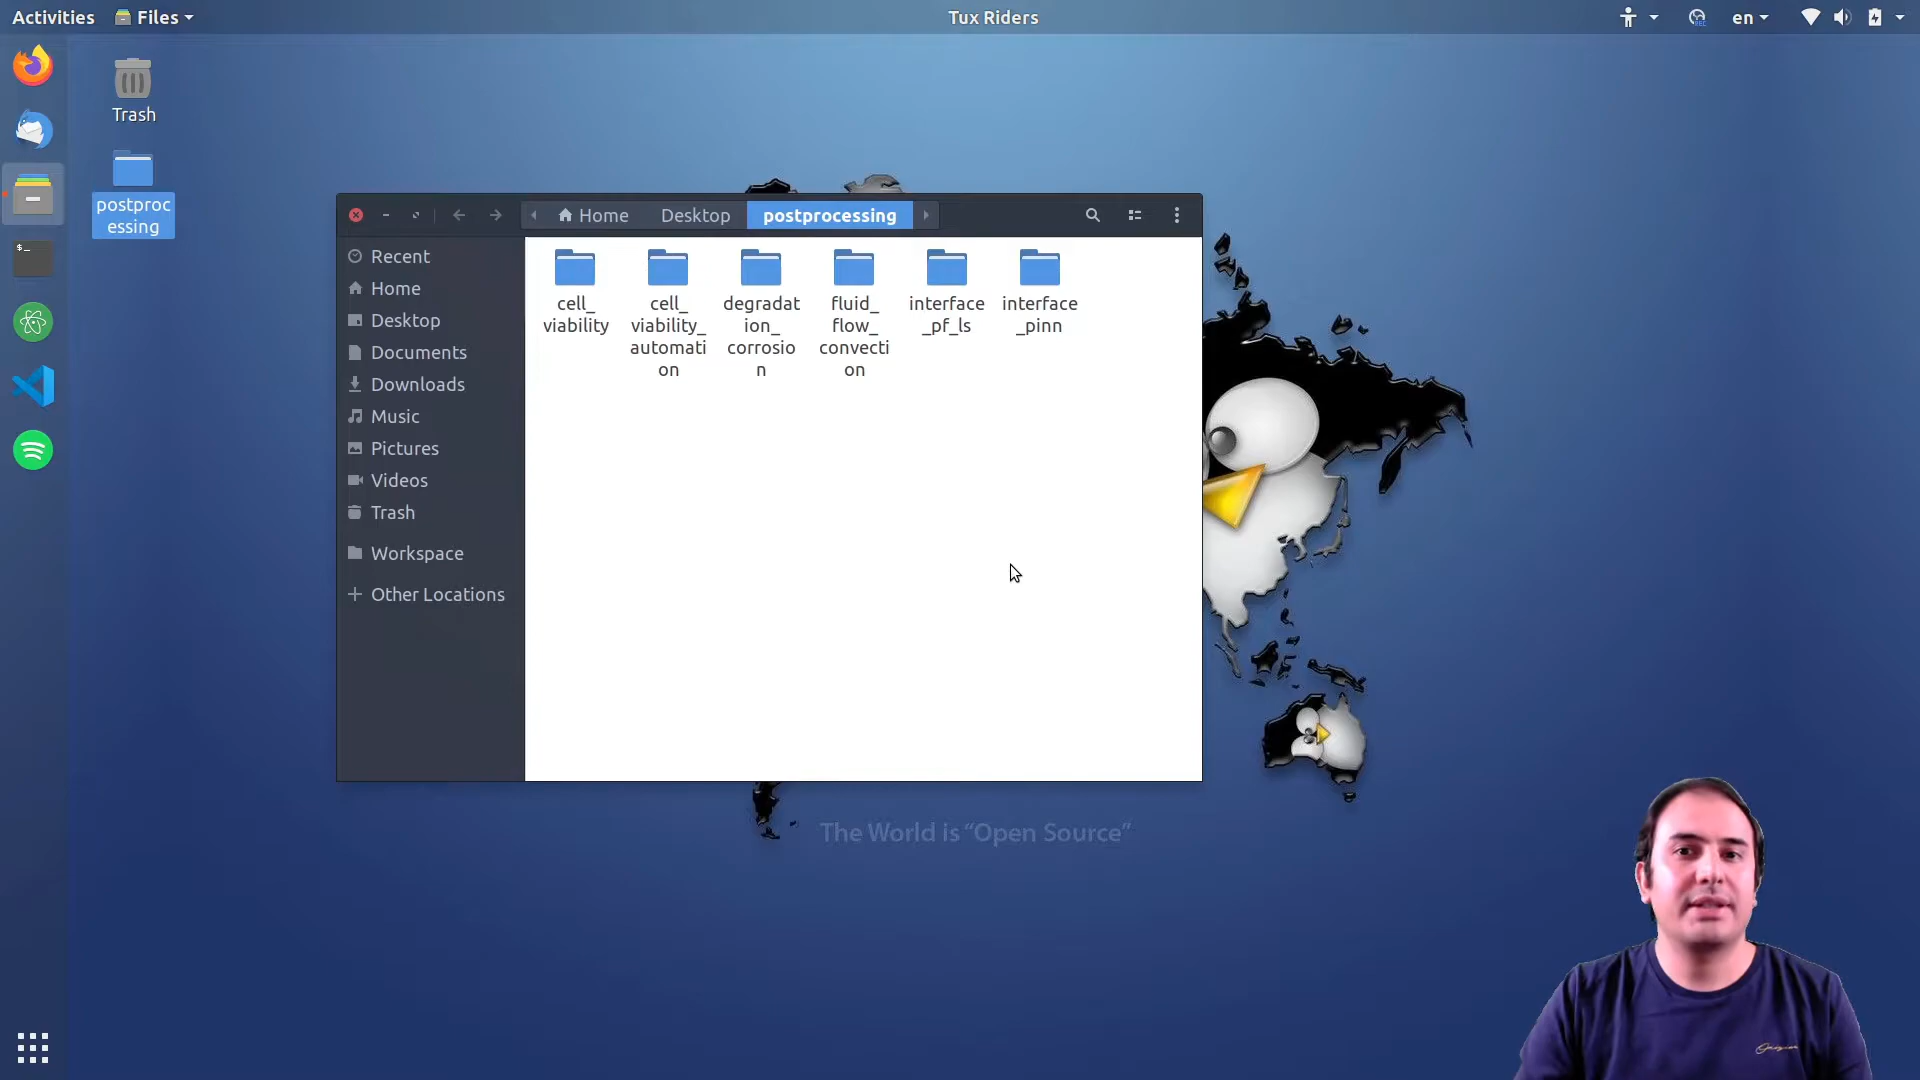 Activities
Files
Tux Riders
en
Trash
postproc
essing
Home
Desktop
postprocessing
Recent
Home
Desktop
Documents
Downloads
Music
Pictures
Videos
Trash
Workspace
Other Locations
cell_
viability
cell_
viability_
automati
on
degradat
ion_
corrosio
n
fluid_
flow_
convecti
on
interface
_pf_ls
interface
_pinn
The World is “Open Source”